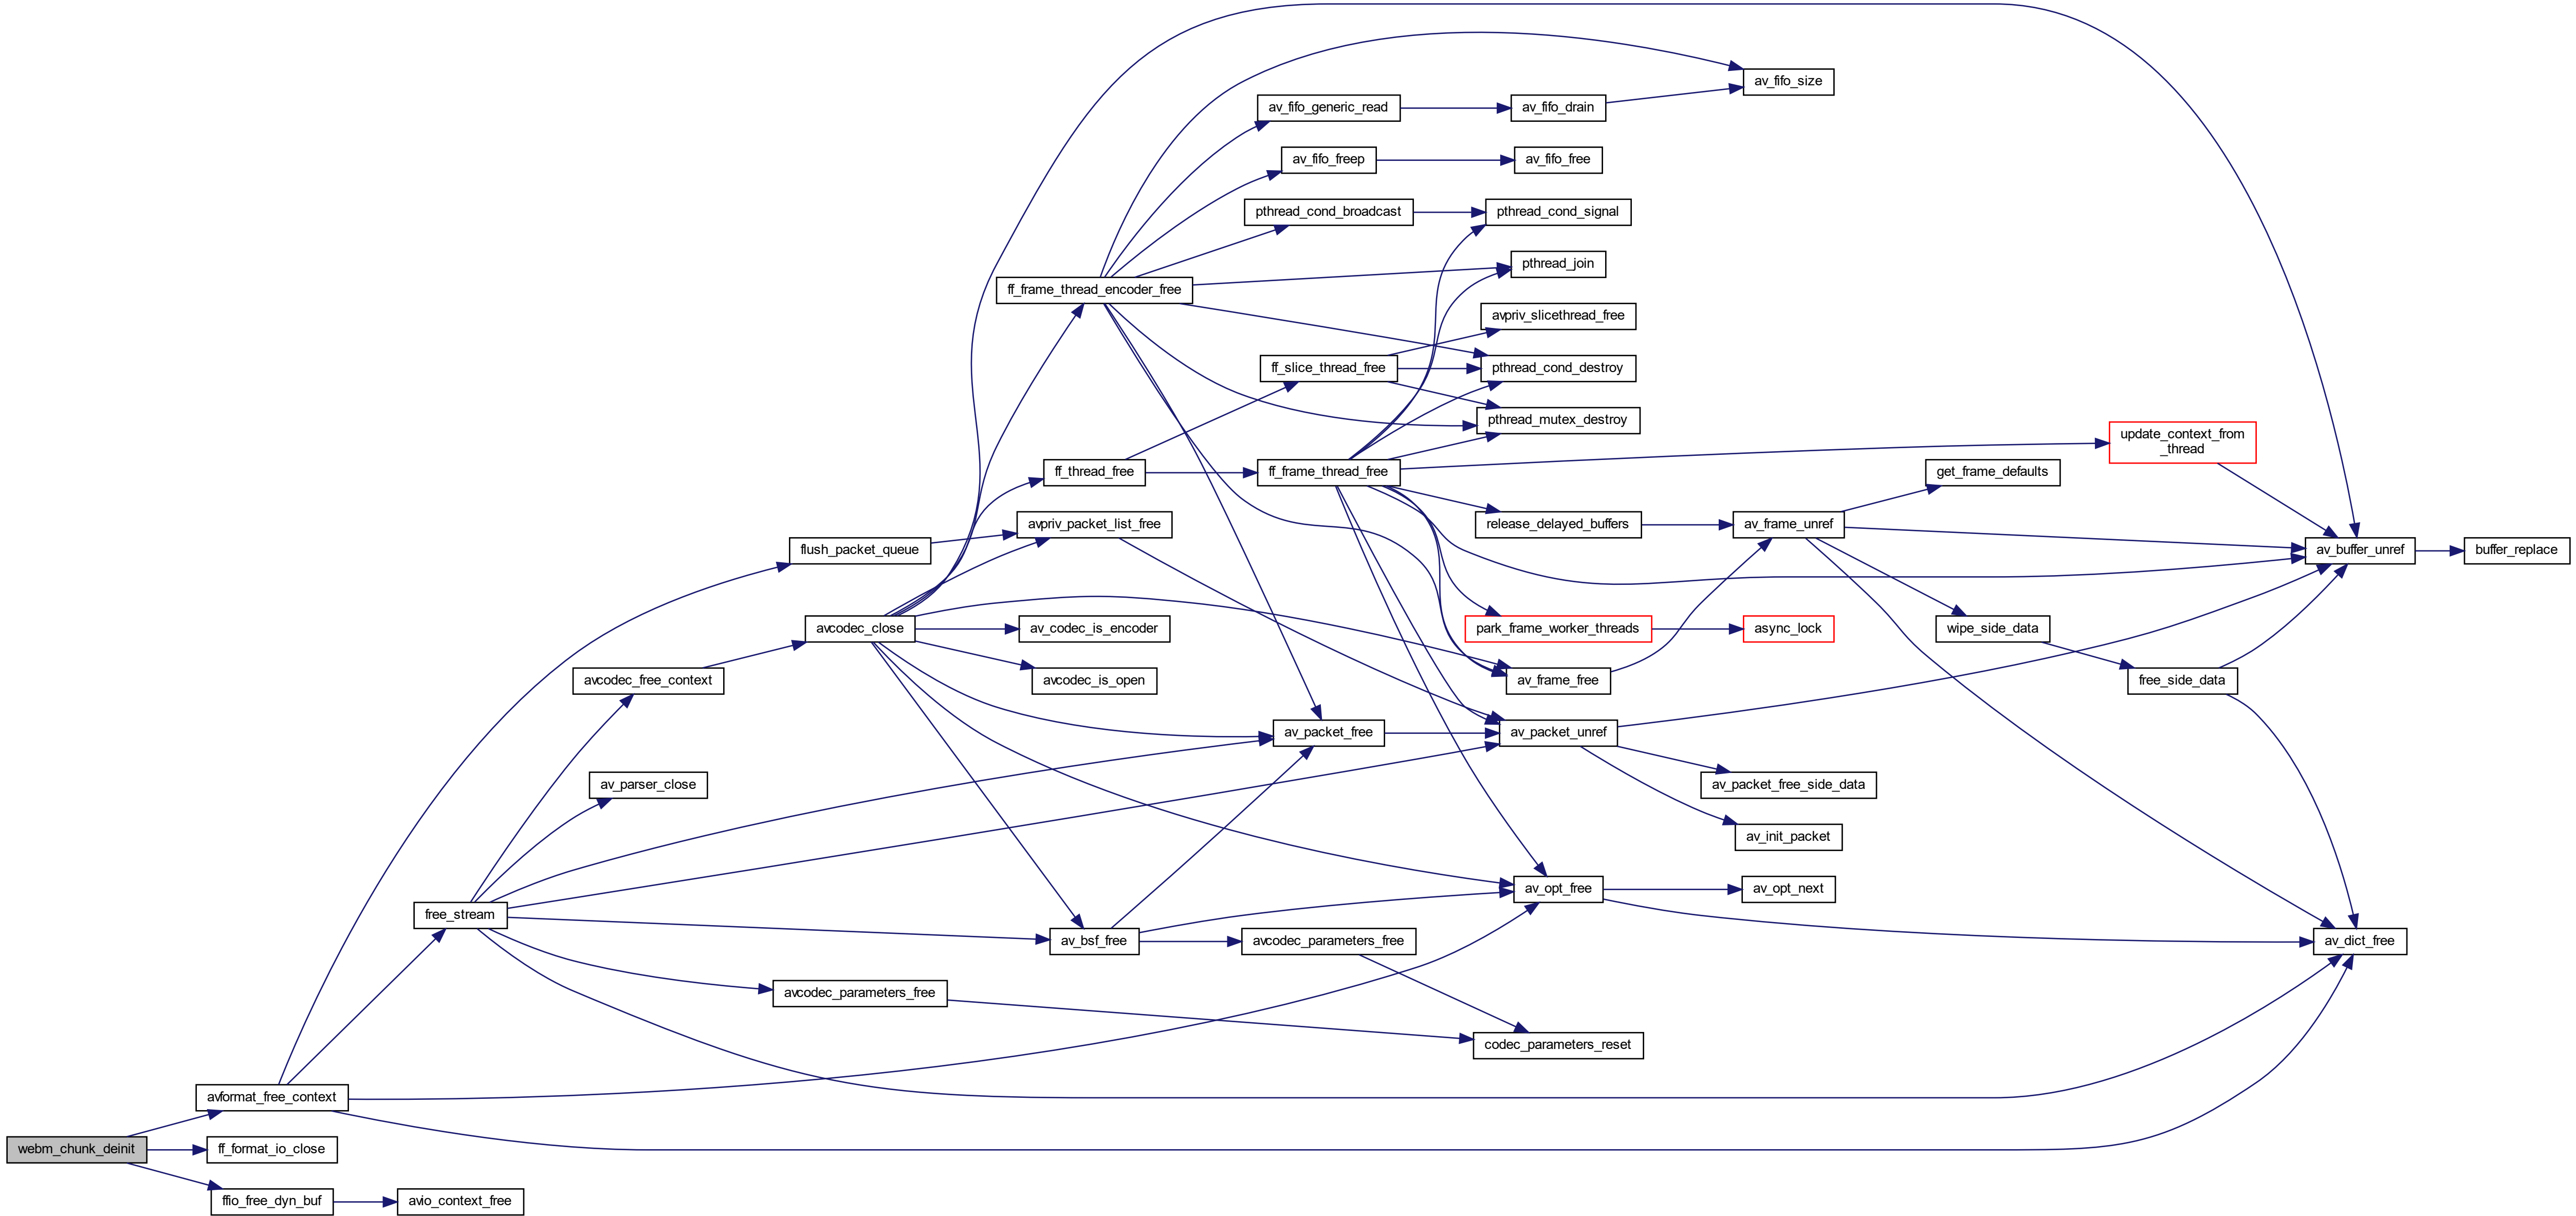 av_fifo_size
av_fifo_generic_read
av_fifo_drain
av_fifo_freep
av_fifo_free
pthread_cond_broadcast
pthread_cond_signal
pthread_join
ff_frame_thread_encoder_free
avpriv_slicethread_free
ff_slice_thread_free
pthread_cond_destroy
pthread_mutex_destroy
update_context_from
_thread
ff_thread_free
ff_frame_thread_free
get_frame_defaults
avpriv_packet_list_free
release_delayed_buffers
av_frame_unref
flush_packet_queue
av_buffer_unref
buffer_replace
avcodec_close
av_codec_is_encoder
park_frame_worker_threads
async_lock
wipe_side_data
avcodec_free_context
avcodec_is_open
av_frame_free
free_side_data
av_packet_free
av_packet_unref
av_parser_close
av_packet_free_side_data
av_init_packet
av_opt_free
av_opt_next
free_stream
av_bsf_free
avcodec_parameters_free
av_dict_free
avcodec_parameters_free
codec_parameters_reset
avformat_free_context
webm_chunk_deinit
ff_format_io_close
ffio_free_dyn_buf
avio_context_free